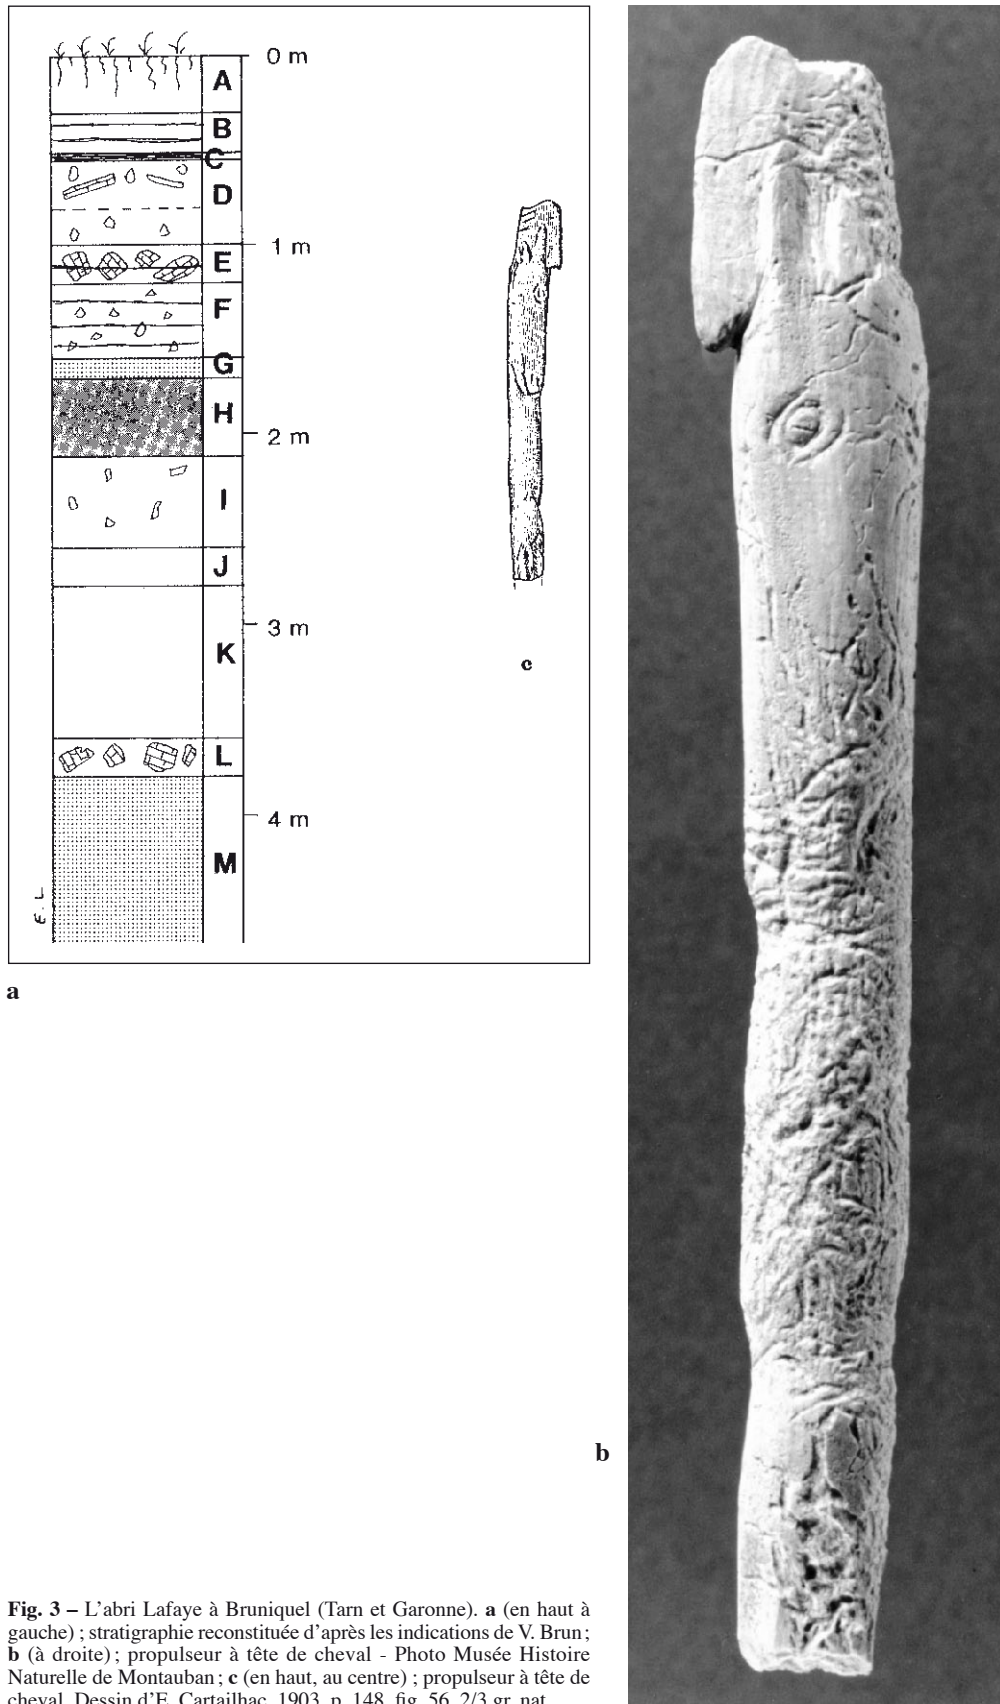 0 m
A
B
C
D
1 m
E
F
G
H
2 m
I
J
3 m
K
L
4 m
M
E. L
c
a
b
Fig. 3 – L'abri Lafaye à Bruniquel (Tarn et Garonne). a (en haut à
gauche) ; stratigraphie reconstituée d'après les indications de V. Brun ;
b (à droite) ; propulseur à tête de cheval - Photo Musée Histoire
Naturelle de Montauban ; c (en haut, au centre) ; propulseur à tête de
cheval. Dessin d'E. Cartailhac, 1903, p. 148, fig. 56, 2/3 gr. nat.